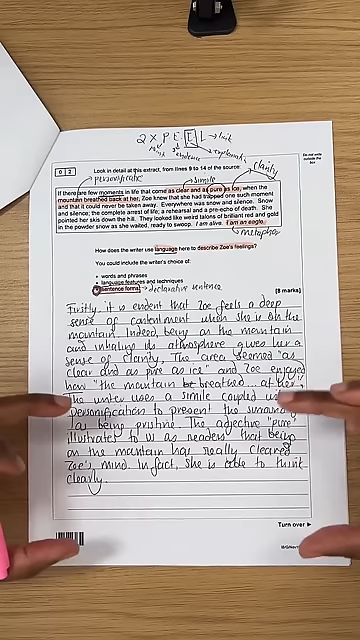 2 X P E E L → link
evidence
explanation
clarity
Do not write outside the box
0 2 Look in detail at this extract, from lines 9 to 14 of the source:
simile
If there are few moments in life that come as clear and as pure as ice, when the
mountain breathed back at her, Zoe knew that she had trapped one such moment
and that it could never be taken away. Everywhere was snow and silence. Snow
and silence; the complete arrest of life; a rehearsal and a pre-echo of death. She
pointed her skis down the hill. They looked like weird talons of brilliant red and gold
in the powder snow as she waited, ready to swoop. I am alive. I am an eagle.
metaphor
How does the writer use language here to describe Zoe's feelings?
You could include the writer's choice of:
• words and phrases
• language features and techniques
• sentence forms. → declarative sentence
[8 marks]
Firstly, it is evident that Zoe feels a deep
sense of contentment when she is on the
mountain. Indeed, being on the mountain
and inhaling its atmosphere gives her a
sense of clarity. The area seemed "as
clear and as pure as ice" and Zoe enjoyed
how "the mountain breathed at her".
The writer uses a simile coupled
personification to present the
as being pristine. The adjective "pure"
illustrates to us as readers that being
on the mountain has really cleared
Zoe's mind. In fact, she is able to think
clearly.
Turn over ►